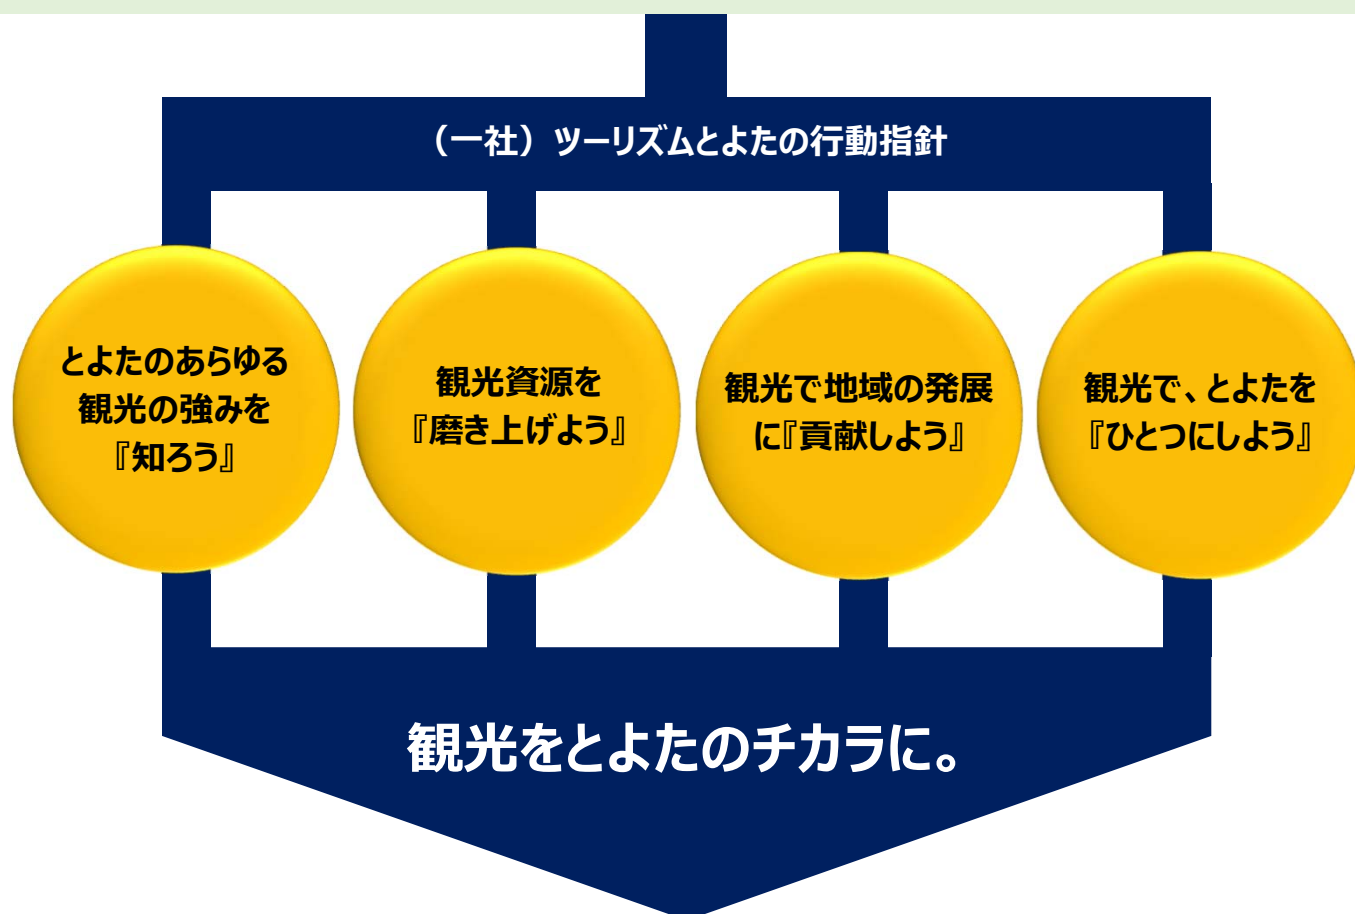 （一社）ツーリズムとよたの行動指針
とよたのあらゆる
観光の強みを
『知ろう』
観光資源を
『磨き上げよう』
観光で地域の発展
に『貢献しよう』
観光で、とよたを
『ひとつにしよう』
観光をとよたのチカラに。